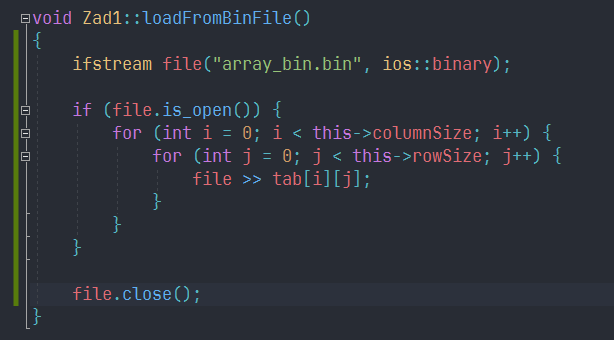 void Zad1::loadFromBinFile()
{
    ifstream file("array_bin.bin", ios::binary);

    if (file.is_open()) {
        for (int i = 0; i < this->columnSize; i++) {
            for (int j = 0; j < this->rowSize; j++) {
                file >> tab[i][j];
            }
        }
    }

    file.close();
}